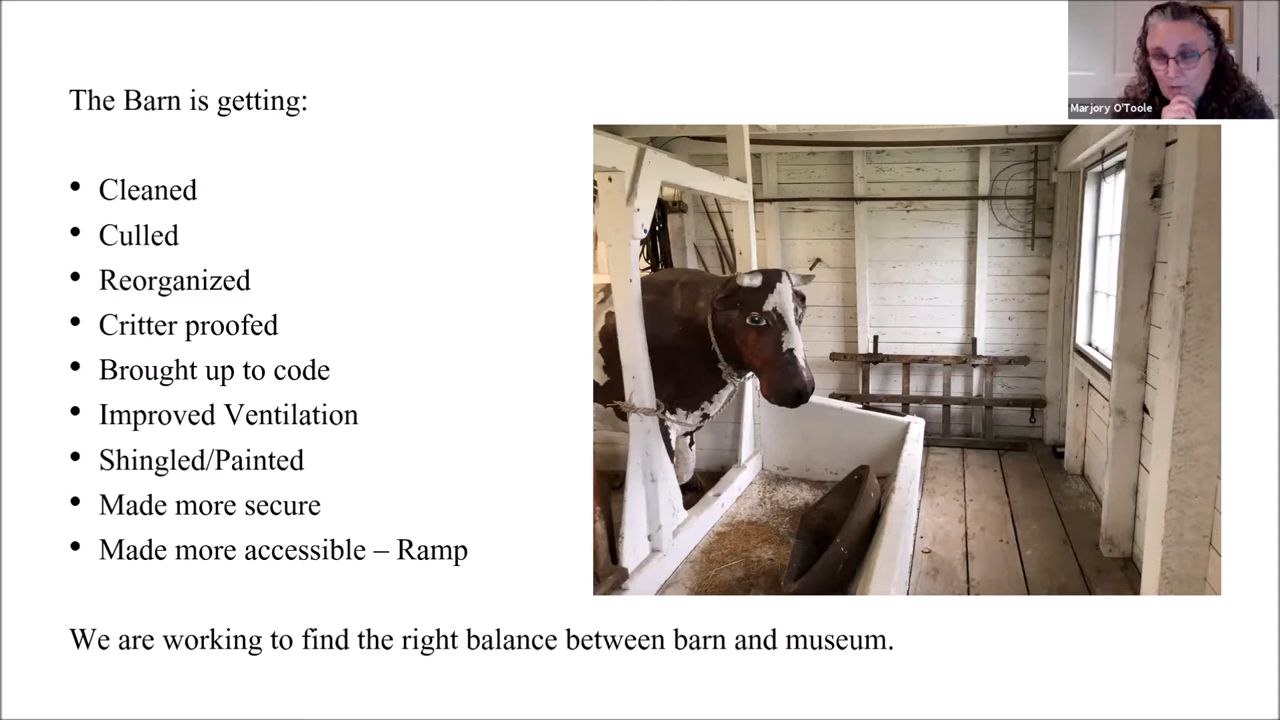 Marjory O'Toole
The Barn is getting:
• Cleaned
• Culled
• Reorganized
• Critter proofed
• Brought up to code
• Improved Ventilation
• Shingled/Painted
• Made more secure
• Made more accessible – Ramp
We are working to find the right balance between barn and museum.